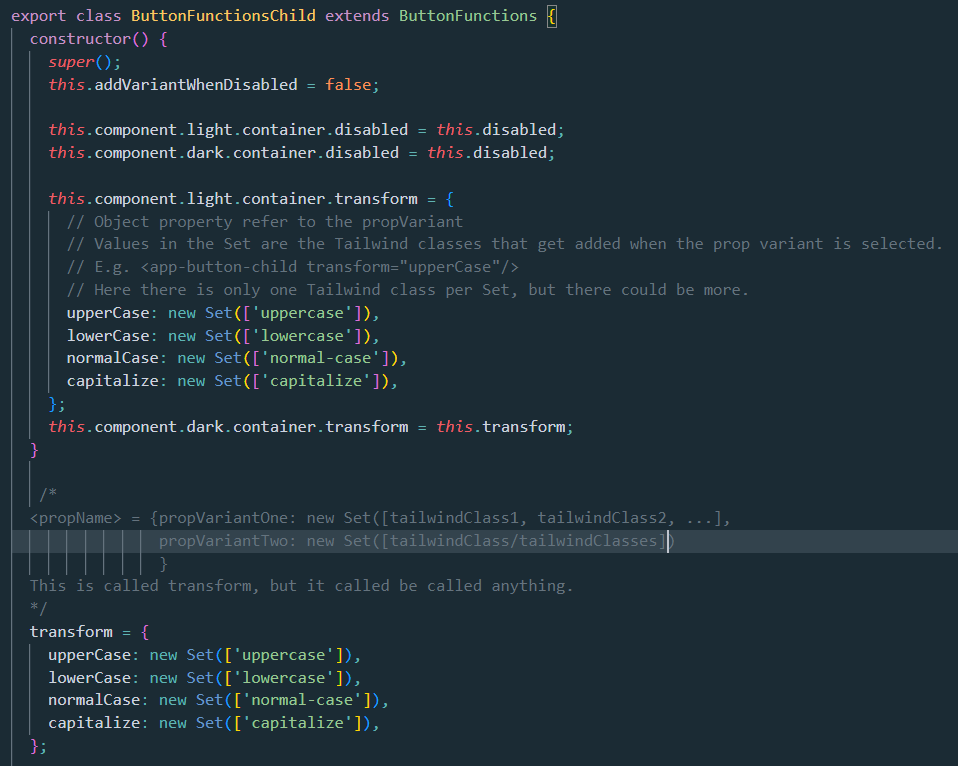 export class ButtonFunctionsChild extends ButtonFunctions {
constructor() {
super();
this.addVariantWhenDisabled = false;
this.component.light.container.disabled = this.disabled;
this.component.dark.container.disabled = this.disabled;
this.component.light.container.transform = {
// Object property refer to the propVariant
// Values in the Set are the Tailwind classes that get added when the prop variant is selected.
// E.g. <app-button-child transform="upperCase"/>
// Here there is only one Tailwind class per Set, but there could be more.
upperCase: new Set(['uppercase']),
lowerCase: new Set(['lowercase']),
normalCase: new Set(['normal-case']),
capitalize: new Set(['capitalize']),
};
this.component.dark.container.transform = this.transform;
}
/*
<propName> = {propVariantOne: new Set([tailwindClass1, tailwindClass2, ...],
propVariantTwo: new Set([tailwindClass/tailwindClasses])
}
This is called transform, but it called be called anything.
*/
transform = {
upperCase: new Set(['uppercase']),
lowerCase: new Set(['lowercase']),
normalCase: new Set(['normal-case']),
capitalize: new Set(['capitalize']),
};